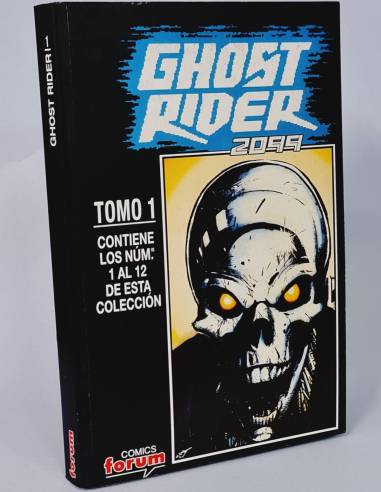 GHOST RIDER | 1
GHOST
RIDER
2099
TOMO 1
CONTIENE
LOS NÚM.s
1 AL 12
DE ESTA
COLECCIÓN
COMICS
forum
forum